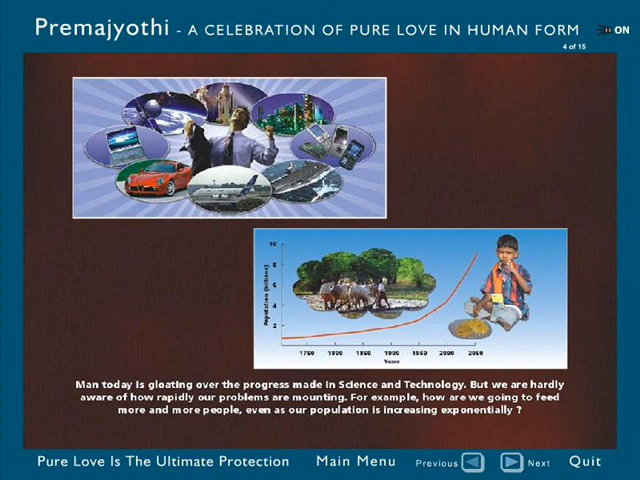 Premajyothi - A CELEBRATION OF PURE LOVE IN HUMAN FORM
ON
4 of 15
Population (billions)
10
8
6
4
2
1750 1800 1850 1900 1950 2000 2050
Years
Man today is gloating over the progress made in Science and Technology. But we are hardly
aware of how rapidly our problems are mounting. For example, how are we going to feed
more and more people, even as our population is increasing exponentially ?
Pure Love Is The Ultimate Protection Main Menu Previous Next Quit